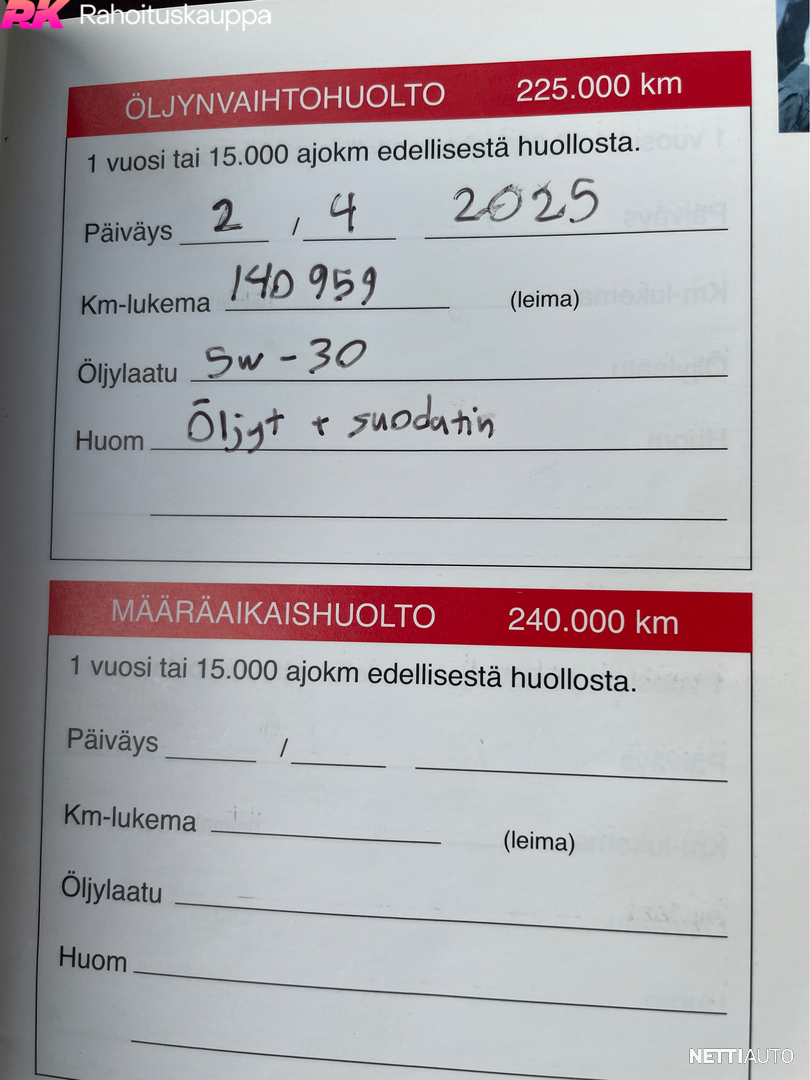 RK Rahoituskauppa
ÖLJYNVAIHTOHUOLTO 225.000 km
1 vuosi tai 15.000 ajokm edellisestä huollosta.
Päiväys 2 / 4 2025
Km-lukema 140 959 (leima)
Öljylaatu 5w-30
Huom Öljyt + suodatin
MÄÄRÄAIKAISHUOLTO 240.000 km
1 vuosi tai 15.000 ajokm edellisestä huollosta.
Päiväys /
Km-lukema (leima)
Öljylaatu
Huom
NETTIAUTO